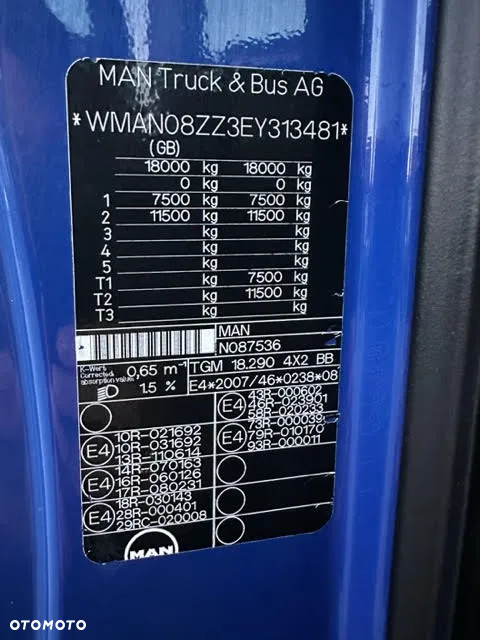 MAN Truck & Bus AG
*WMAN08ZZ3EY313481*
(GB)
18000 kg 18000 kg
0 kg 0 kg
1 7500 kg 7500 kg
2 11500 kg 11500 kg
3 kg kg
4 kg kg
5 kg kg
T1 kg 7500 kg
T2 kg 11500 kg
T3 kg kg
MAN
N087536
K-Wert
Corrected
absorption value
0,65 m-1
TGM 18.290 4X2 BB
1.5 %
E4*2007/46*0238*08
E4
43R-000602
46R-023901
58R-020233
E4
10R-021692
10R-031692
13R-110614
E4
73R-000039
79R-010170
93R-000011
14R-070163
16R-060126
17R-080231
E4
18R-030143
28R-000401
29RC-020008
MAN
OTOMOTO